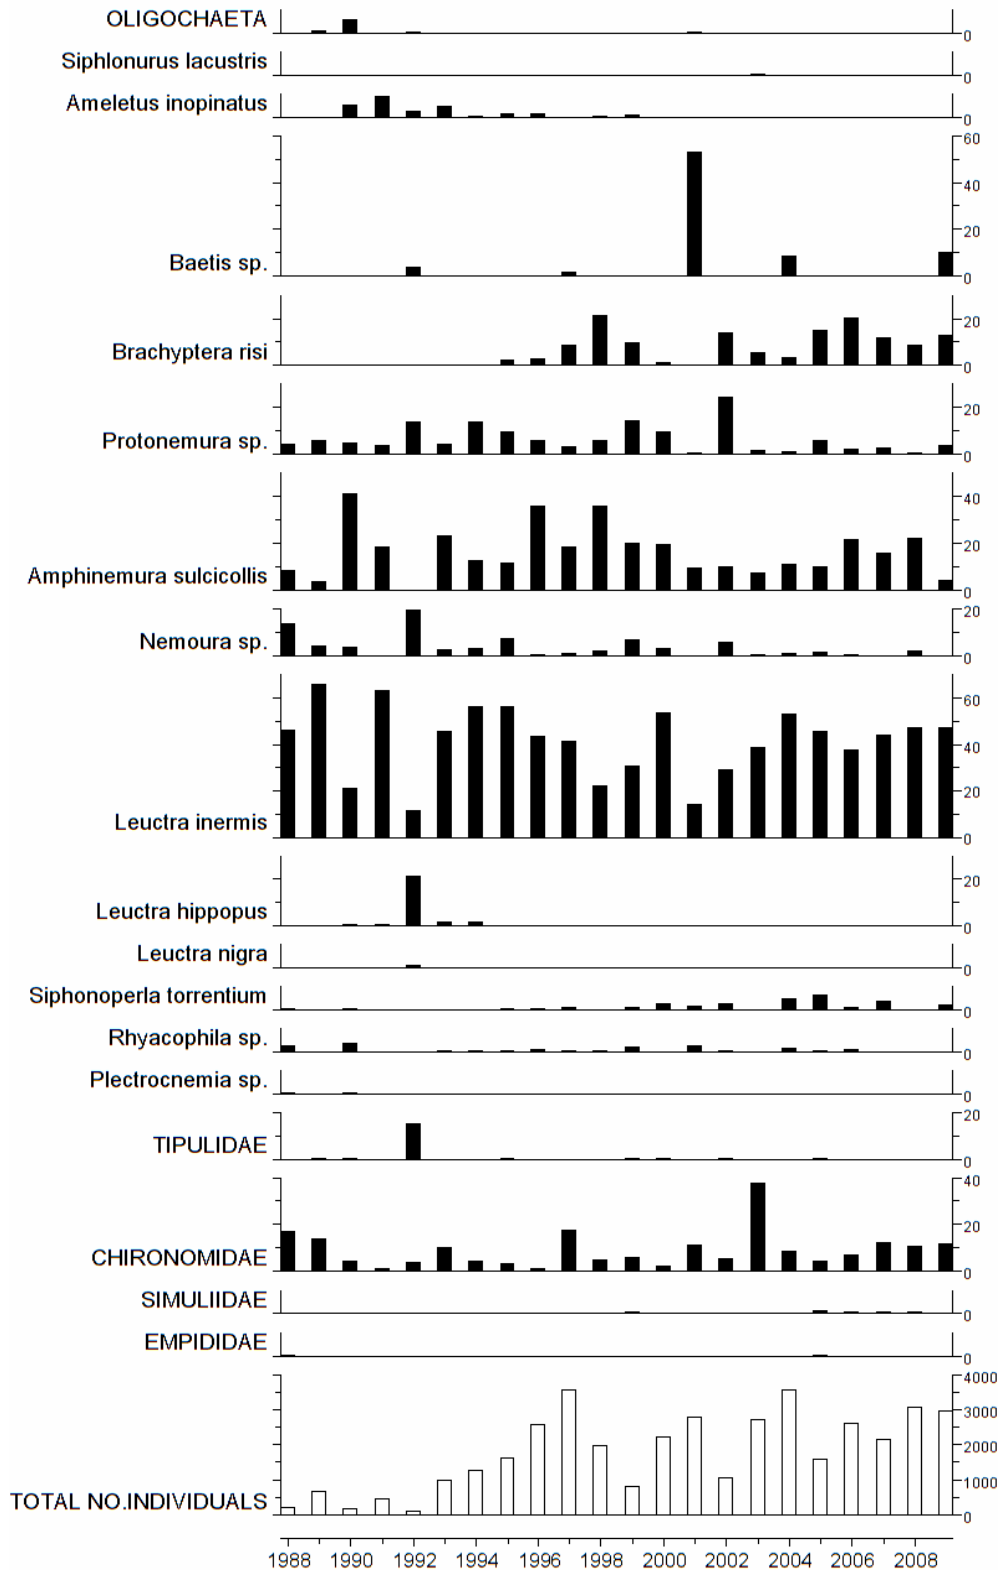 OLIGOCHAETA
0
Siphlonurus lacustris
0
Ameletus inopinatus
0
60
40
20
Baetis sp.
0
20
Brachyptera risi
0
20
Protonemura sp.
0
40
20
Amphinemura sulcicollis
0
20
Nemoura sp.
0
60
40
20
Leuctra inermis
0
20
Leuctra hippopus
0
Leuctra nigra
0
Siphonoperla torrentium
0
Rhyacophila sp.
0
Plectrocnemia sp.
0
20
TIPULIDAE
0
40
20
CHIRONOMIDAE
0
SIMULIIDAE
0
EMPIDIDAE
0
4000
3000
2000
1000
TOTAL NO.INDIVIDUALS
0
1988 1990 1992 1994 1996 1998 2000 2002 2004 2006 2008